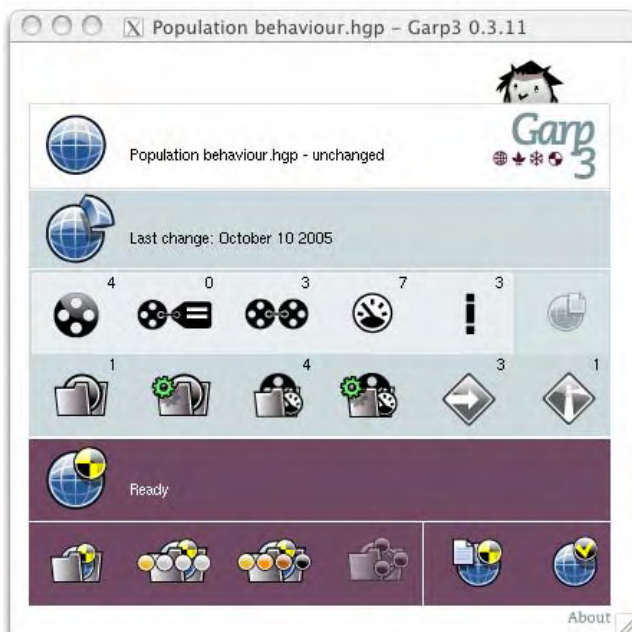 Population behaviour.hgp – Garp3 0.3.11
Population behaviour.hgp - unchanged
Garp
3
Last change: October 10 2005
4 0 3 7 3
1 4 3 1
Ready
About